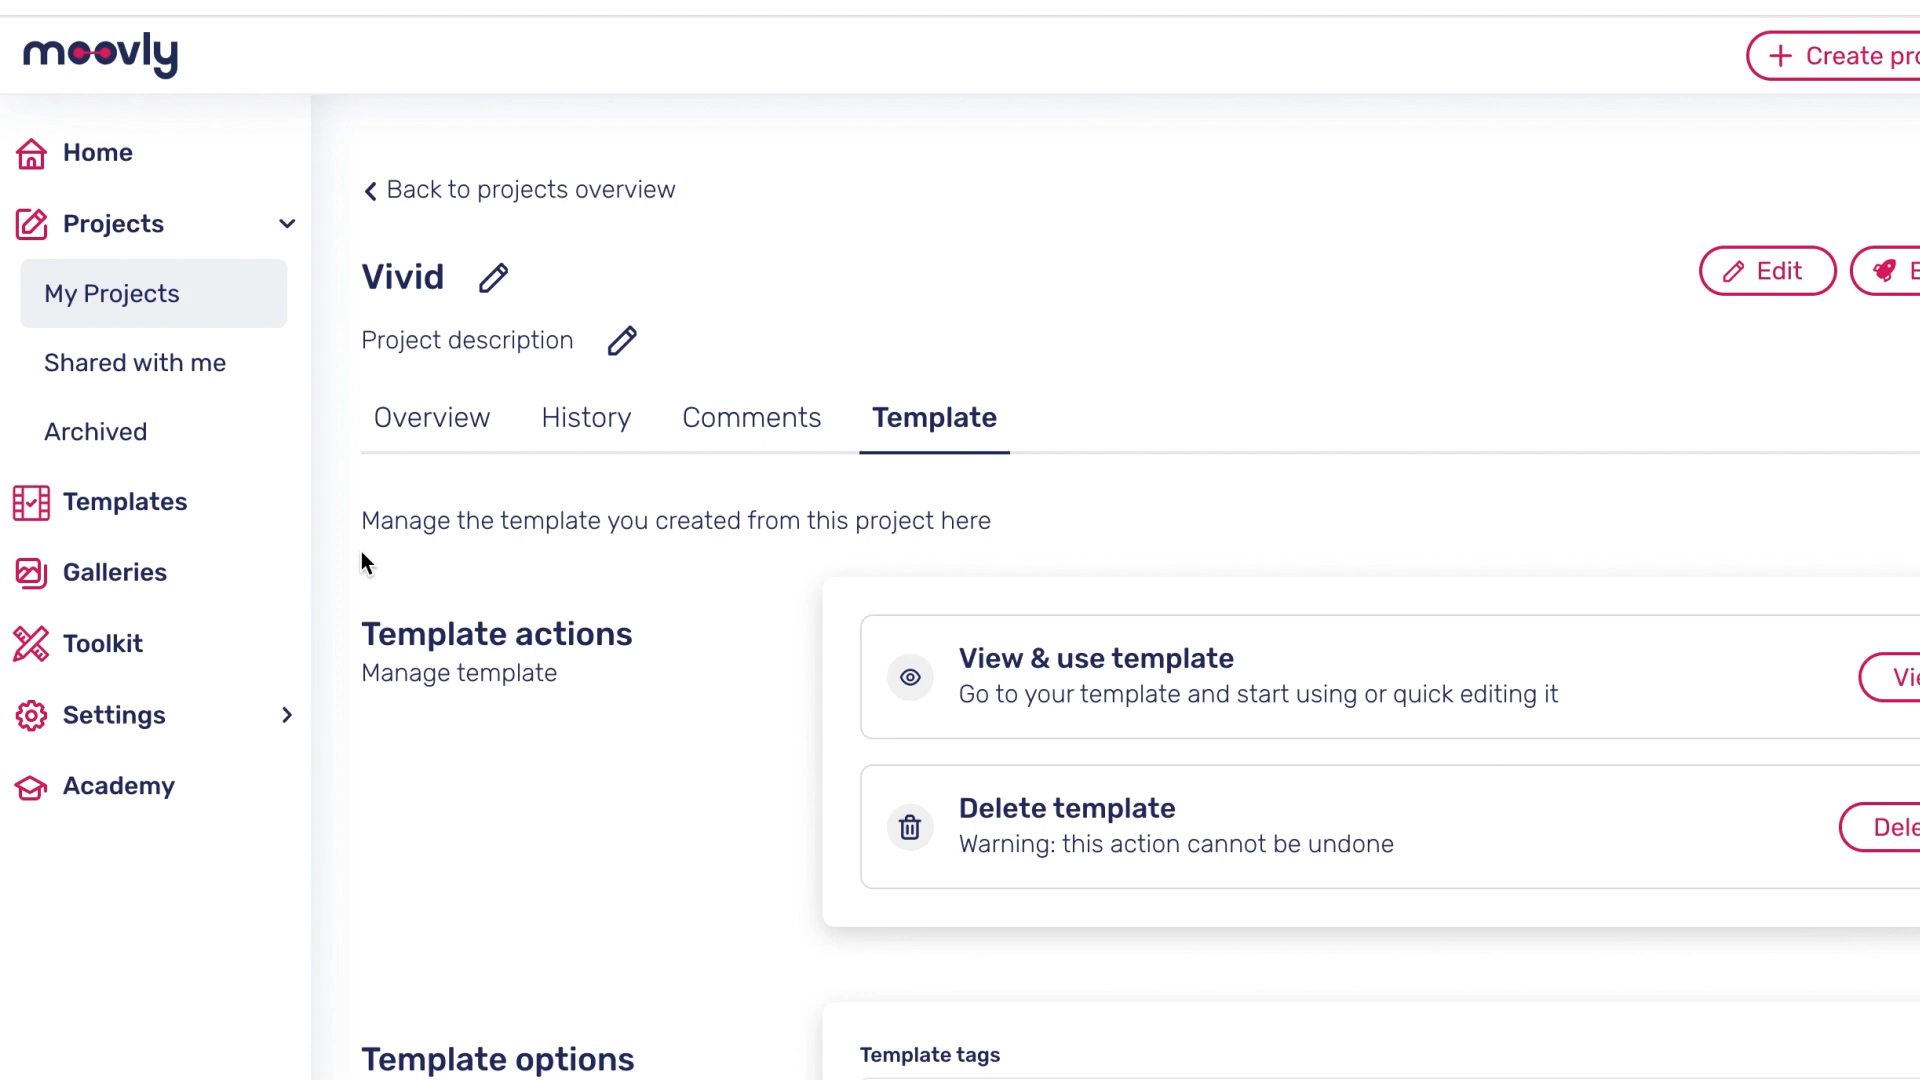 moovly
Create pro
Home
Projects
My Projects
Shared with me
Archived
Templates
Galleries
Toolkit
Settings
Academy
Back to projects overview
Vivid
Edit
E
Project description
Overview History Comments Template
Manage the template you created from this project here
Template actions
Manage template
View & use template
Go to your template and start using or quick editing it
Vie
Delete template
Warning: this action cannot be undone
Dele
Template options
Template tags